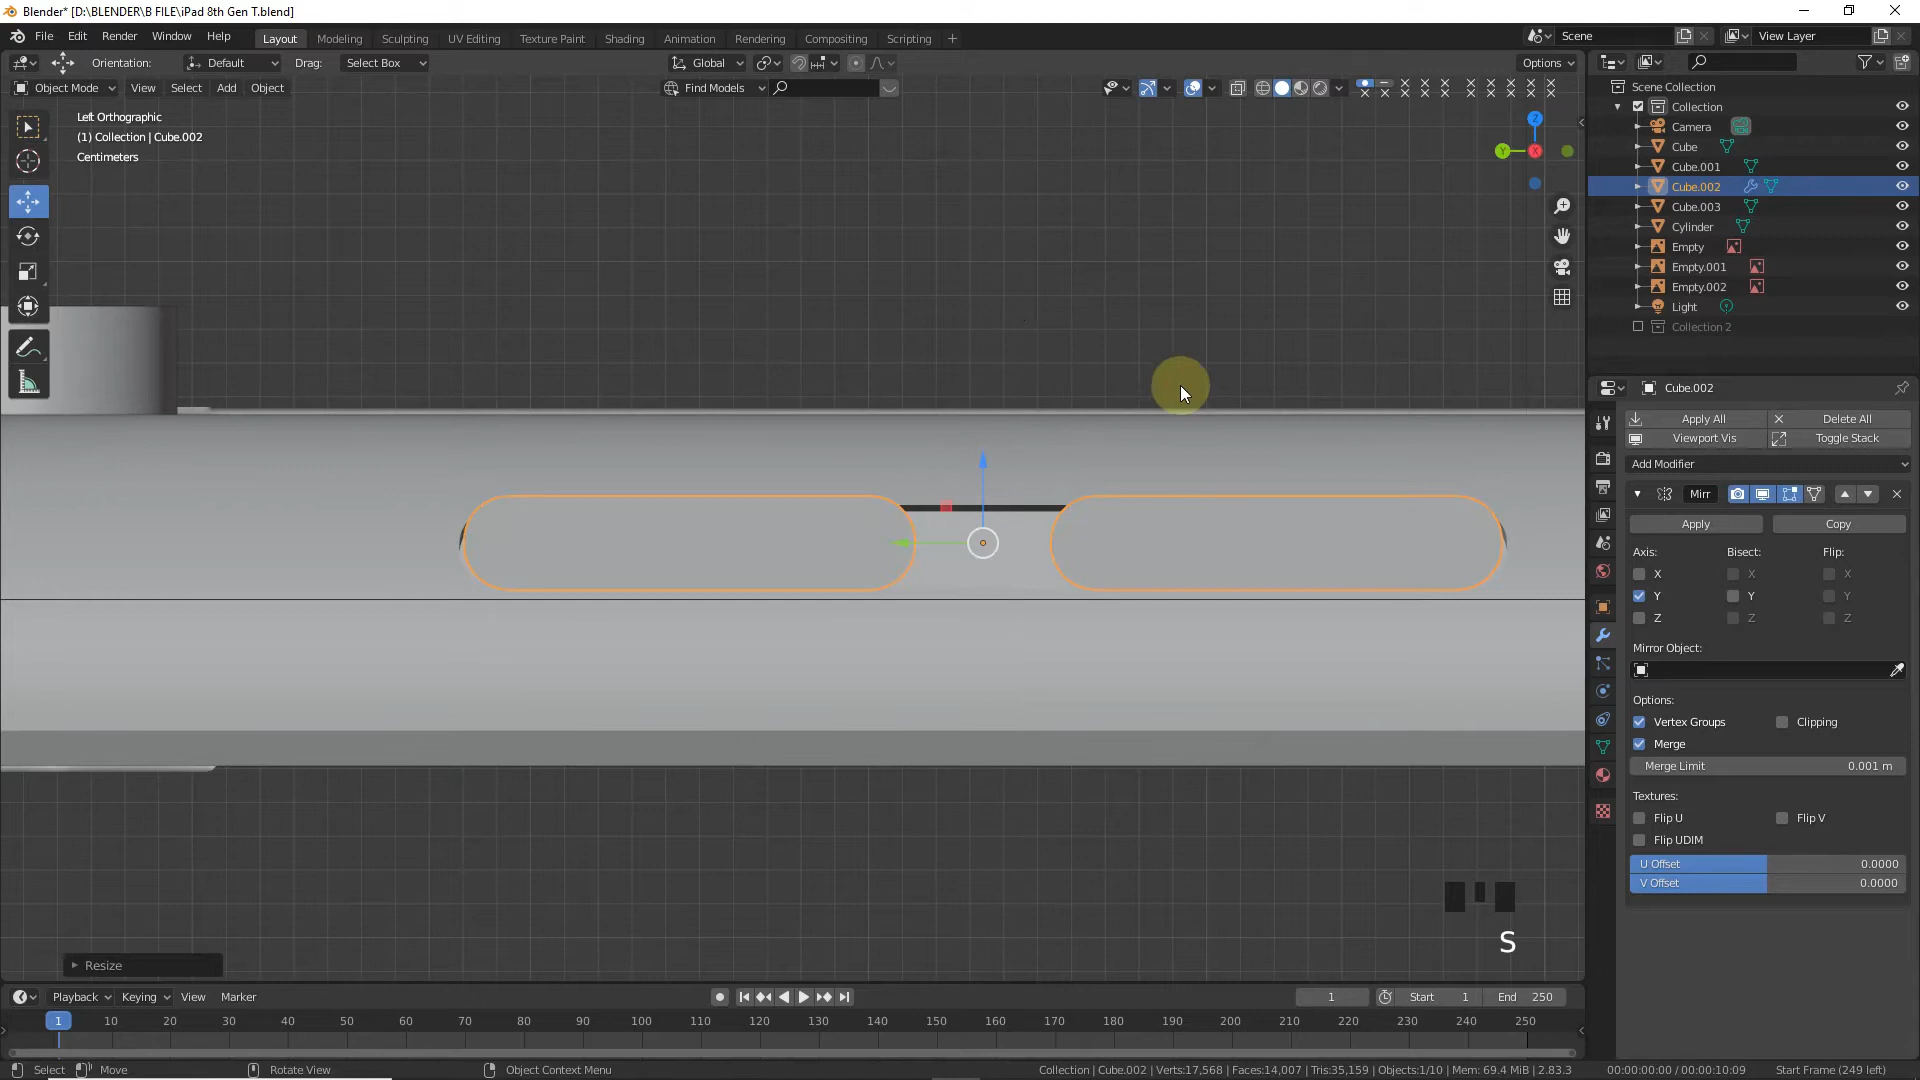 Blender* [D:\BLENDER\B FILE\iPad 8th Gen T.blend]
File Edit Render Window Help Layout Modeling Sculpting UV Editing Texture Paint Shading Animation Rendering Compositing Scripting + Scene View Layer
Orientation: Default Drag: Select Box Global Options
Object Mode View Select Add Object Find Models
Left Orthographic
(1) Collection | Cube.002
Centimeters
Z
Y
X
Scene Collection
Collection
Camera
Cube
Cube.001
Cube.002
Cube.003
Cylinder
Empty
Empty.001
Empty.002
Light
Collection 2
Cube.002
Apply All Delete All
Viewport Vis Toggle Stack
Add Modifier
Mirr
Apply Copy
Axis: Bisect: Flip:
X X X
Y Y Y
Z Z Z
Mirror Object:
Options:
Vertex Groups Clipping
Merge
Merge Limit 0.001 m
Textures:
Flip U Flip V
Flip UDIM
U Offset 0.0000
V Offset 0.0000
S
Resize
Playback Keying View Marker 1 Start 1 End 250
1 10 20 30 40 50 60 70 80 90 100 110 120 130 140 150 160 170 180 190 200 210 220 230 240 250
Select Move Rotate View Object Context Menu Collection | Cube.002 | Verts:17,568 | Faces:14,007 | Tris:35,159 | Objects:1/10 | Mem: 69.4 MiB | 2.83.3 00:00:00:00 / 00:00:10:09 Start Frame (249 left)